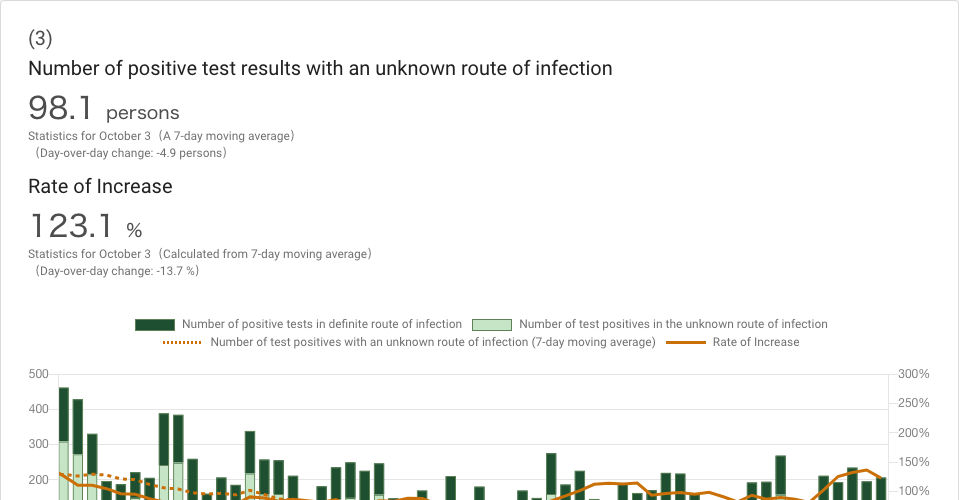 (3)
Number of positive test results with an unknown route of infection
98.1 persons
Statistics for October 3（A 7-day moving average）
（Day-over-day change: -4.9 persons）
Rate of Increase
123.1 %
Statistics for October 3（Calculated from 7-day moving average）
（Day-over-day change: -13.7 %）
Number of positive tests in definite route of infection Number of test positives in the unknown route of infection
Number of test positives with an unknown route of infection (7-day moving average) Rate of Increase
500 300%
400 250%
300 200%
200 150%
100%